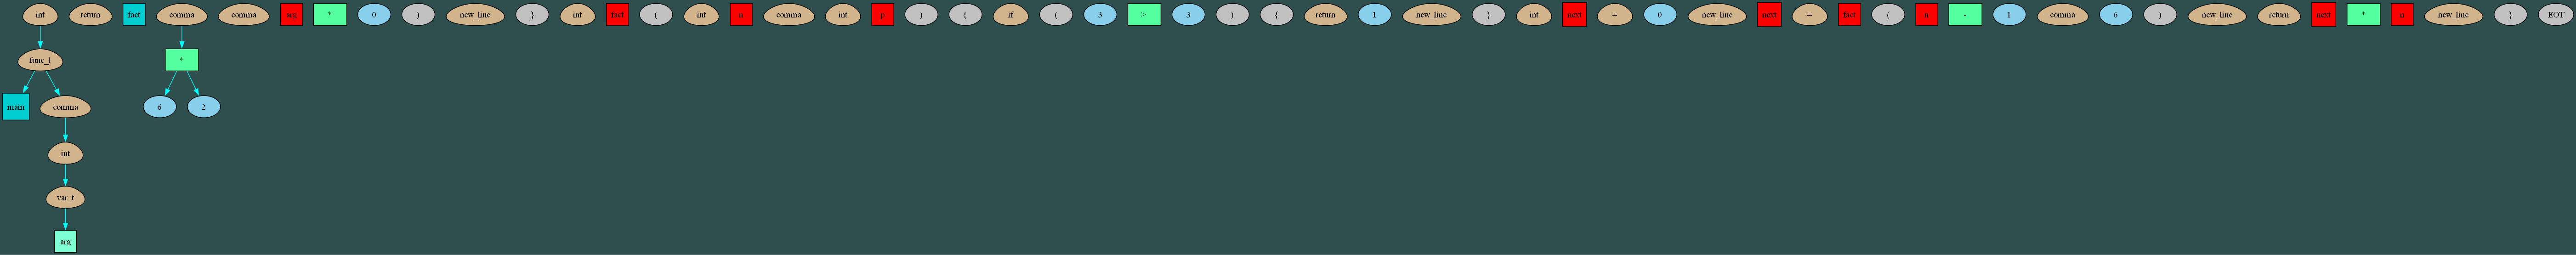 int return fact comma comma arg * 0 ) new_line } int fact ( int n comma int p ) { if ( 3 > 3 ) { return 1 new_line } int next = 0 new_line next = fact ( n - 1 comma 6 ) new_line return next * n new_line } EOT
func_t *
main comma 6 2
int
var_t
arg